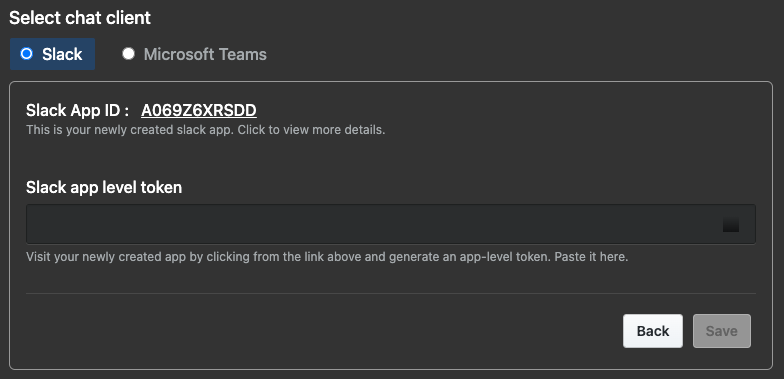 Select chat client
Slack
Microsoft Teams
Slack App ID : A069Z6XRSDD
This is your newly created slack app. Click to view more details.
Slack app level token
Visit your newly created app by clicking from the link above and generate an app-level token. Paste it here.
Back
Save